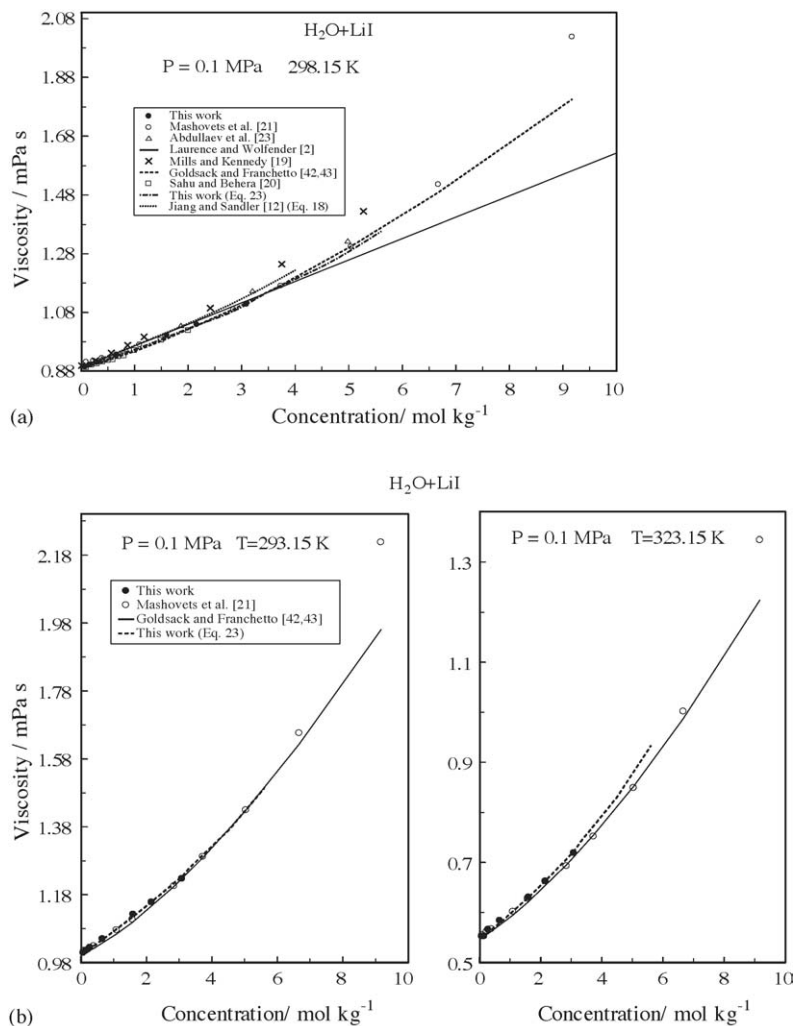 H₂O+LiI
P = 0.1 MPa 298.15 K
This work
Mashovets et al. [21]
Abdullaev et al. [23]
Laurence and Wolfender [2]
Mills and Kennedy [19]
Goldsack and Franchetto [42,43]
Sahu and Behera [20]
This work (Eq. 23)
Jiang and Sandler [12] (Eq. 18)
Viscosity / mPa s
2.08
1.88
1.68
1.48
1.28
1.08
0.88
0 1 2 3 4 5 6 7 8 9 10
Concentration/ mol kg⁻¹
(a)
H₂O+LiI
P = 0.1 MPa T=293.15 K
This work
Mashovets et al. [21]
Goldsack and Franchetto [42,43]
This work (Eq. 23)
Viscosity / mPa s
2.18
1.98
1.78
1.58
1.38
1.18
0.98
0 2 4 6 8 10
Concentration/ mol kg⁻¹
P = 0.1 MPa T=323.15 K
1.3
1.1
0.9
0.7
0.5
0 2 4 6 8 10
Concentration/ mol kg⁻¹
(b)